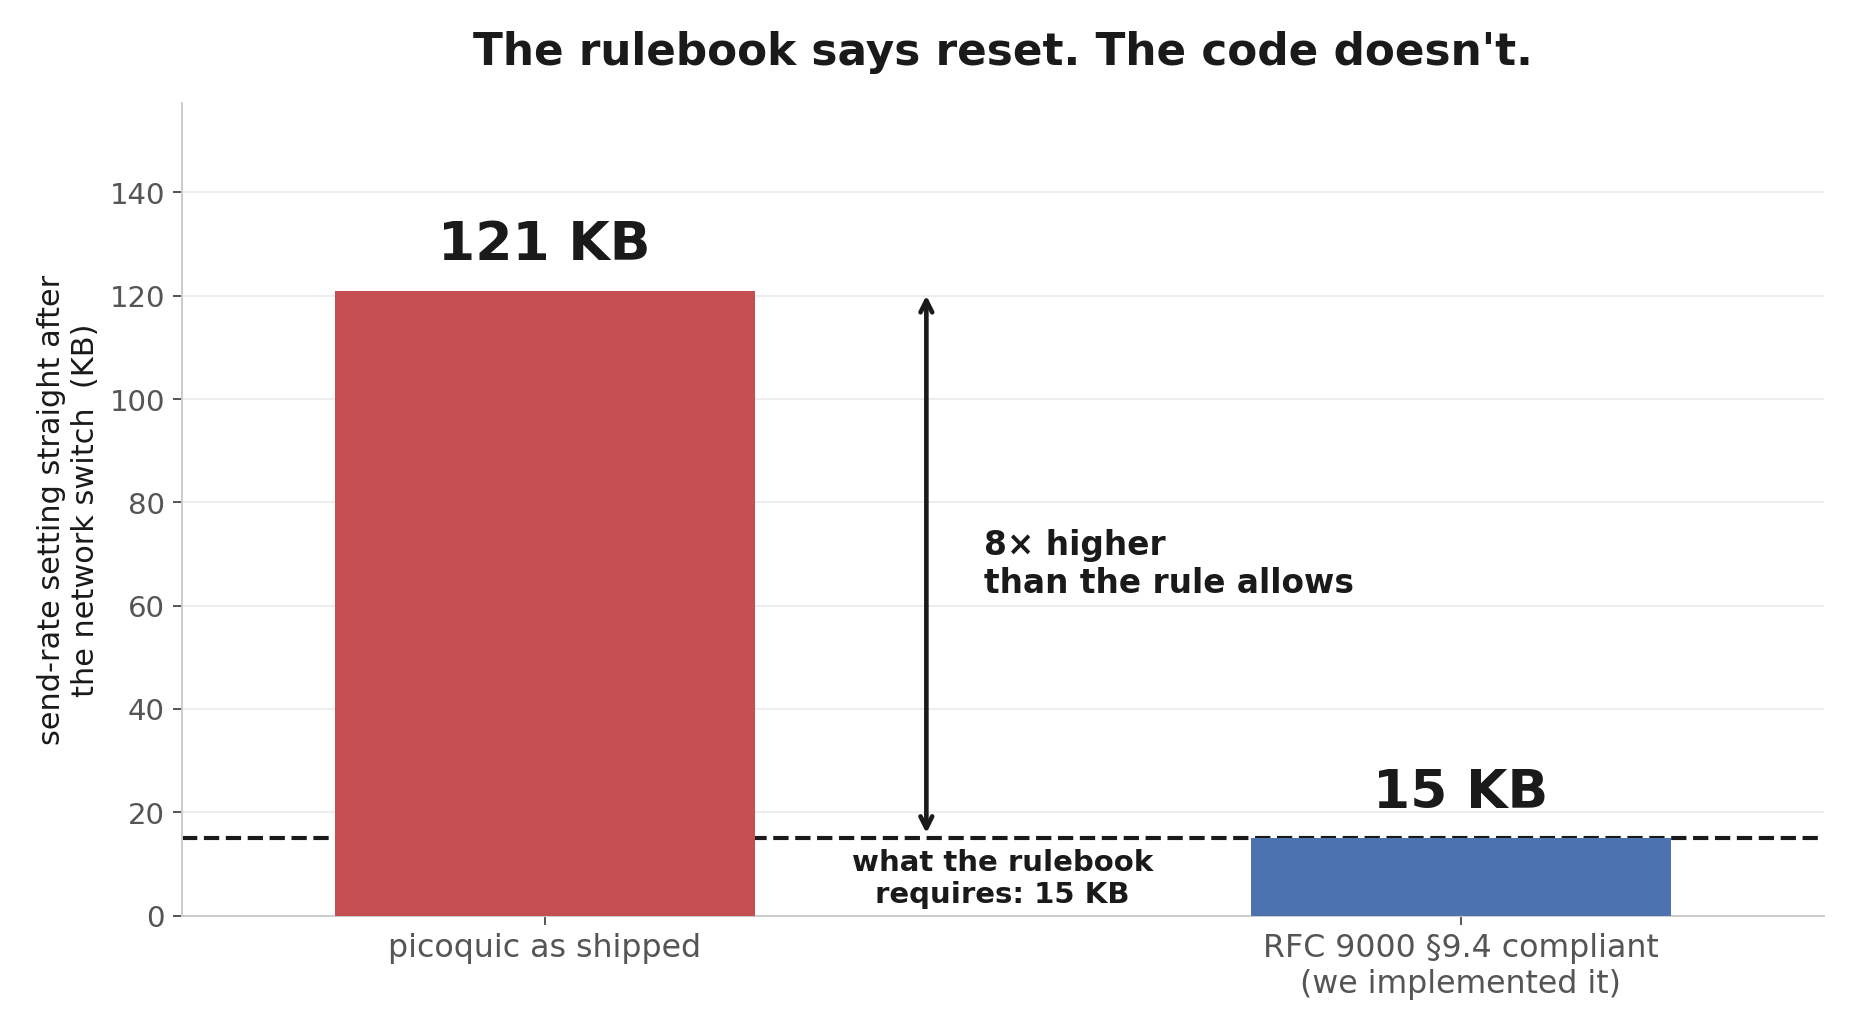 The rulebook says reset. The code doesn't.
send-rate setting straight after
the network switch  (KB)
140
120
100
80
60
40
20
0
121 KB
8× higher
than the rule allows
15 KB
what the rulebook
requires: 15 KB
picoquic as shipped
RFC 9000 §9.4 compliant
(we implemented it)